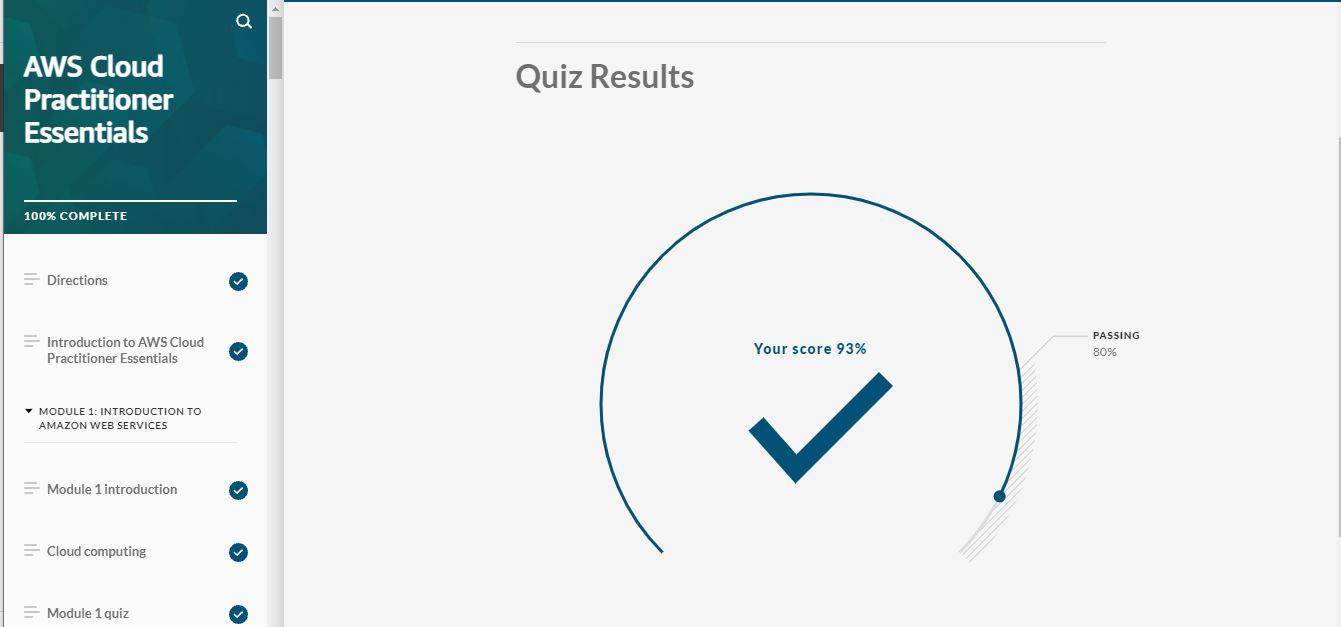 AWS Cloud
Practitioner
Essentials
100% COMPLETE
Directions
Introduction to AWS Cloud
Practitioner Essentials
MODULE 1: INTRODUCTION TO
AMAZON WEB SERVICES
Module 1 introduction
Cloud computing
Module 1 quiz
Quiz Results
Your score 93%
PASSING
80%